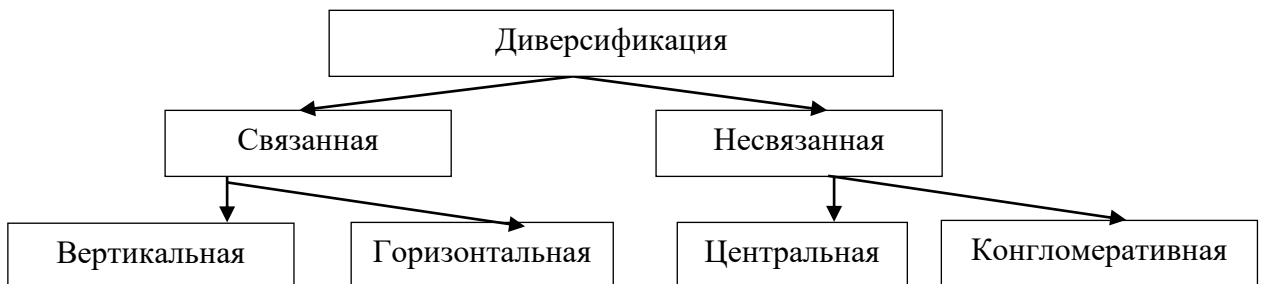 Диверсификация
Связанная
Несвязанная
Вертикальная
Горизонтальная
Центральная
Конгломеративная